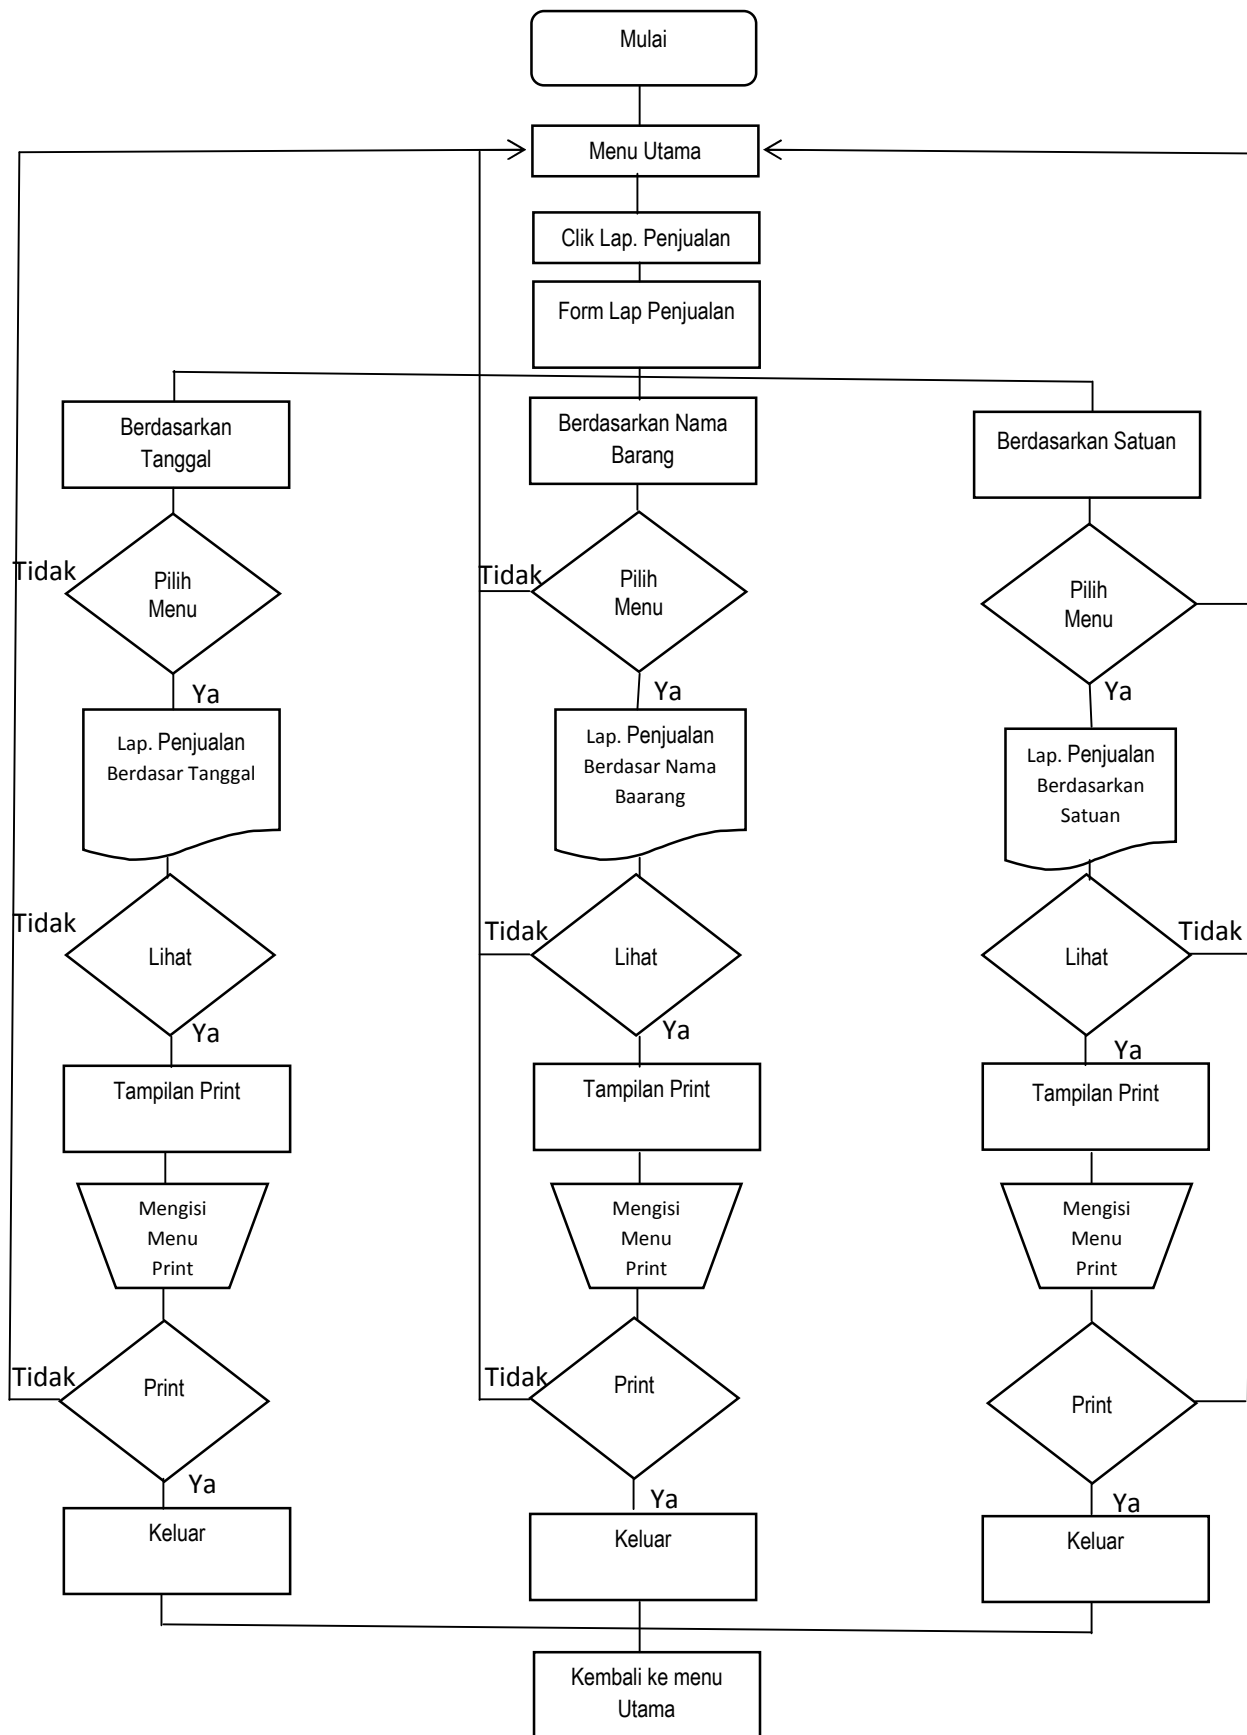 Mulai
Menu Utama
Clik Lap. Penjualan
Form Lap Penjualan
Berdasarkan
Tanggal
Berdasarkan Nama
Barang
Berdasarkan Satuan
Tidak
Pilih
Menu
Tidak
Pilih
Menu
Pilih
Menu
Ya
Ya
Ya
Lap. Penjualan
Berdasar Tanggal
Lap. Penjualan
Berdasar Nama
Baarang
Lap. Penjualan
Berdasarkan
Satuan
Tidak
Lihat
Tidak
Lihat
Lihat
Tidak
Ya
Ya
Ya
Tampilan Print
Tampilan Print
Tampilan Print
Mengisi
Menu
Print
Mengisi
Menu
Print
Mengisi
Menu
Print
Tidak
Print
Tidak
Print
Print
Ya
Ya
Ya
Keluar
Keluar
Keluar
Kembali ke menu
Utama